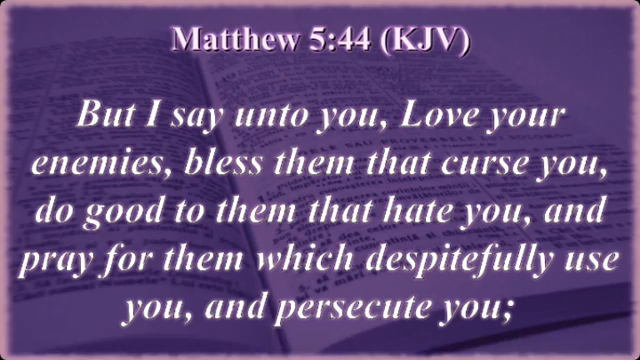 Matthew 5:44 (KJV)
But I say unto you, Love your
enemies, bless them that curse you,
do good to them that hate you, and
pray for them which despitefully use
you, and persecute you;